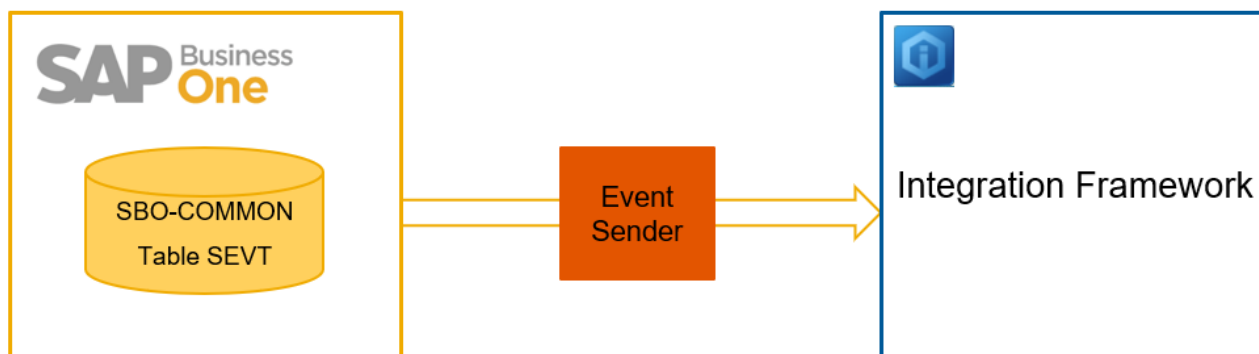 SAP Business
One
SBO-COMMON
Table SEVT
Event
Sender
Integration Framework